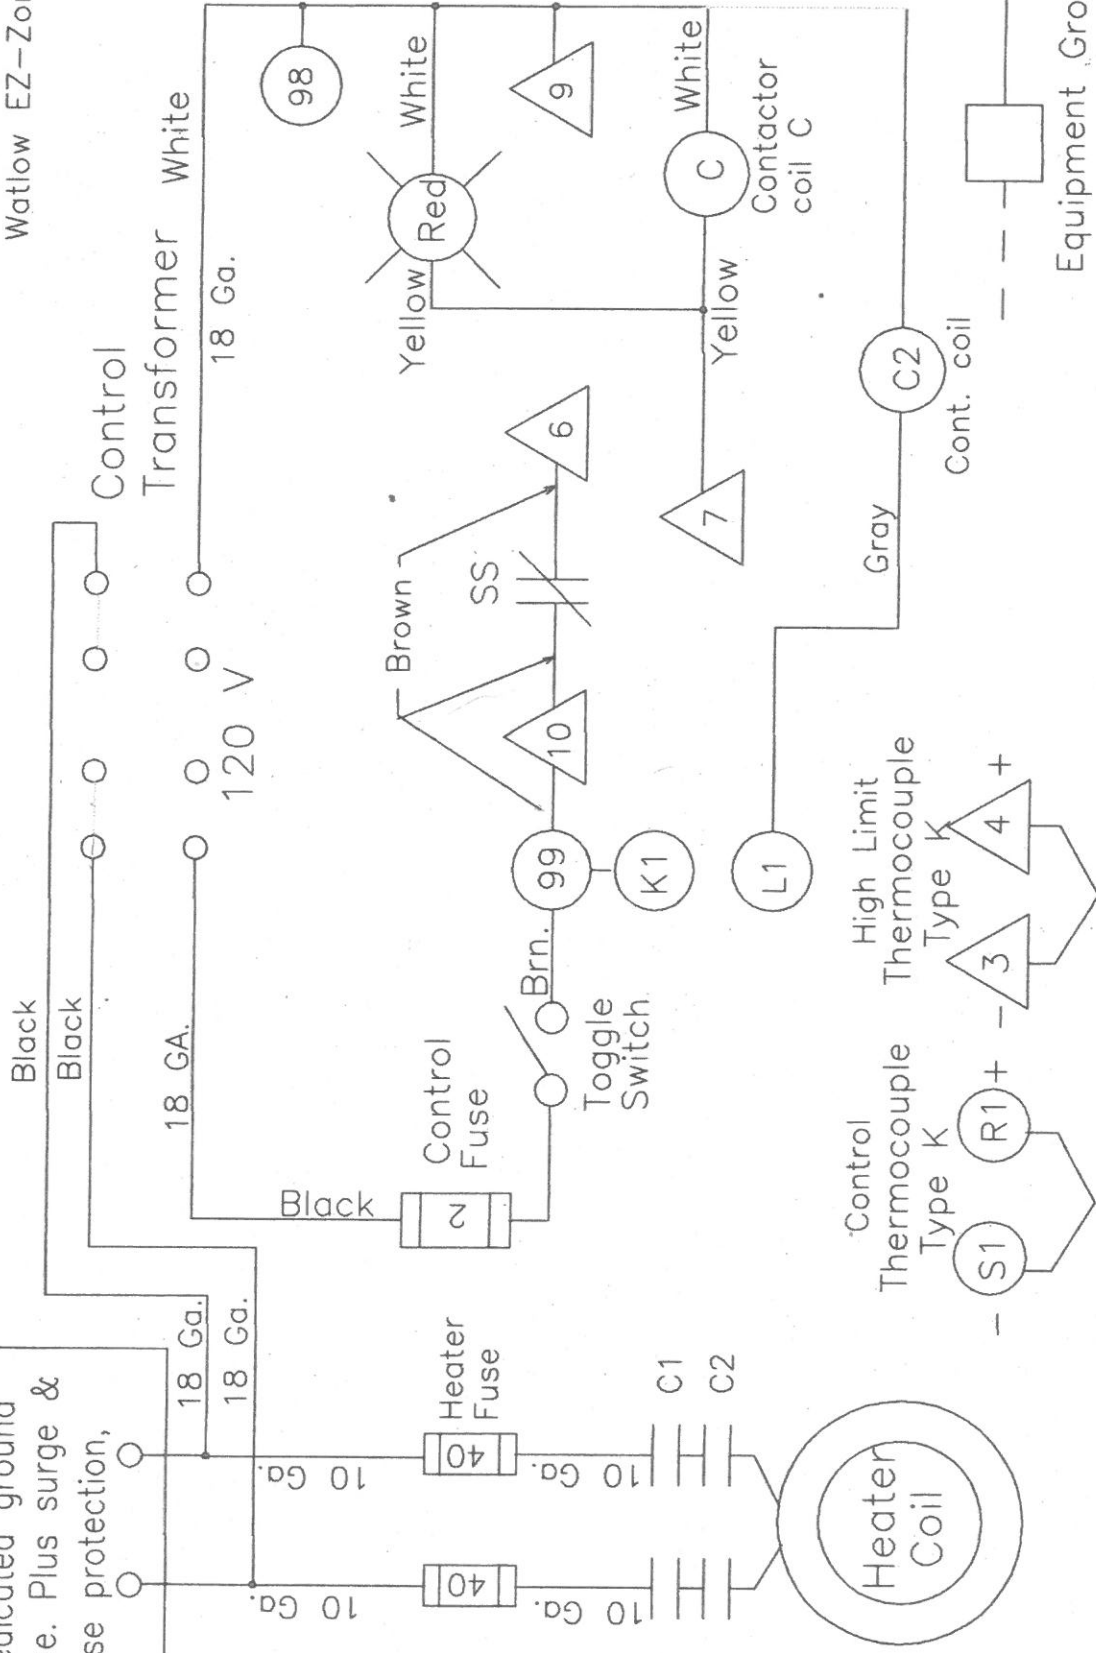 Watlow EZ-Zo
Control
Transformer
White
18 Ga.
98
White
Red
Yellow
9
White
C
Contactor
coil C
Yellow
C2
Cont. coil
Gray
Equipment Gro
Black
Black
18 GA.
120 V
Brown
SS
6
7
10
99
K1
L1
Brn.
Toggle
Switch
Control
Fuse
2
Black
High Limit
Thermocouple
Type K
- 3 4 +
Control
Thermocouple
Type K
- S1 R1 +
edicated ground
e. Plus surge &
se protection,
18 Ga.
18 Ga.
10 Ga.
10 Ga.
Heater
Fuse
40
40
10 Ga.
10 Ga.
C1
C2
Heater
Coil